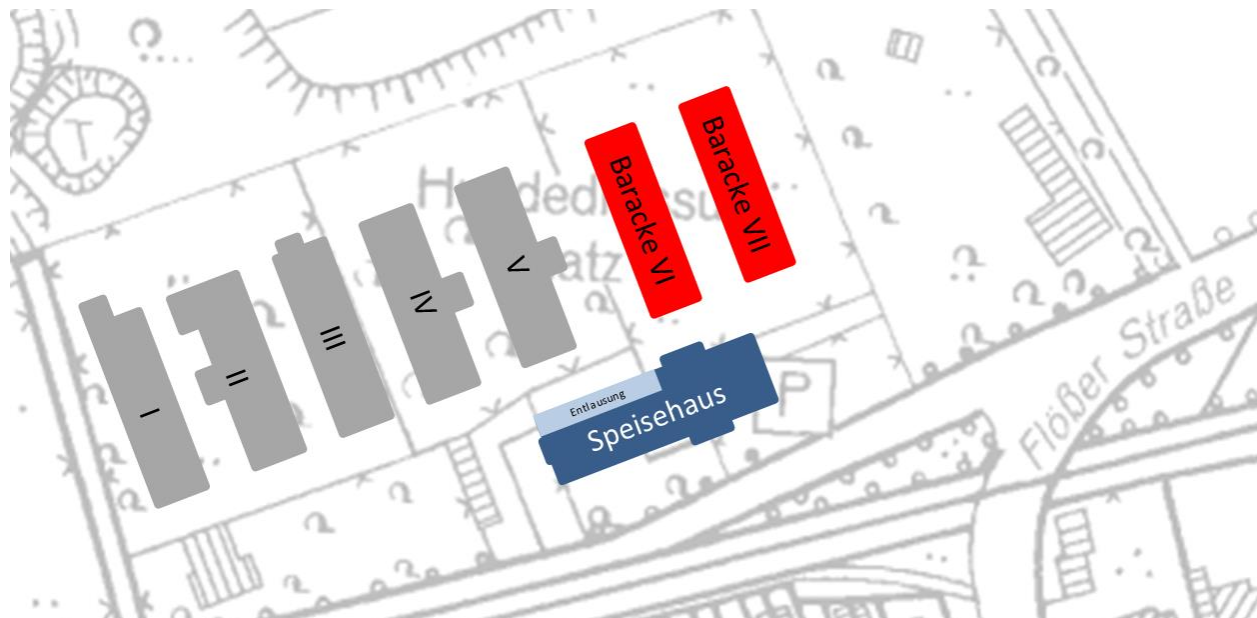 Baracke VII
Baracke VI
V
IV
III
II
I
Entlausung
Speisehaus
P
Flößer Straße